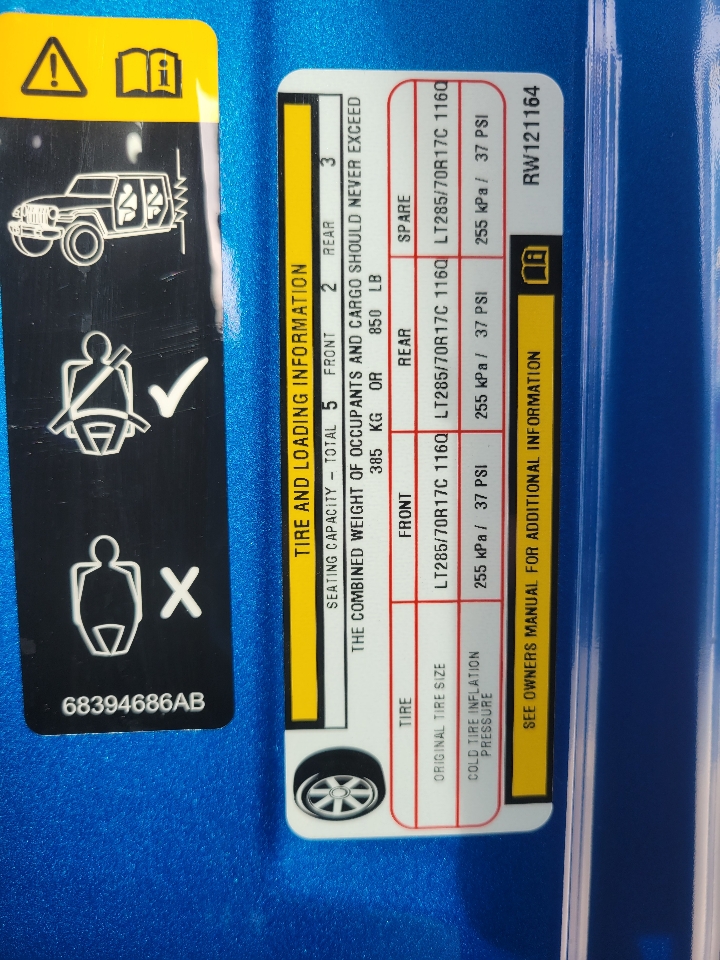 68394686AB
TIRE AND LOADING INFORMATION
SEATING CAPACITY - TOTAL 5 FRONT 2 REAR 3
THE COMBINED WEIGHT OF OCCUPANTS AND CARGO SHOULD NEVER EXCEED
385 KG OR 850 LB
TIRE FRONT REAR SPARE
ORIGINAL TIRE SIZE LT285/70R17C 116Q LT285/70R17C 116Q LT285/70R17C 116Q
COLD TIRE INFLATION PRESSURE 255 kPa / 37 PSI 255 kPa / 37 PSI 255 kPa / 37 PSI
SEE OWNERS MANUAL FOR ADDITIONAL INFORMATION
RW121164